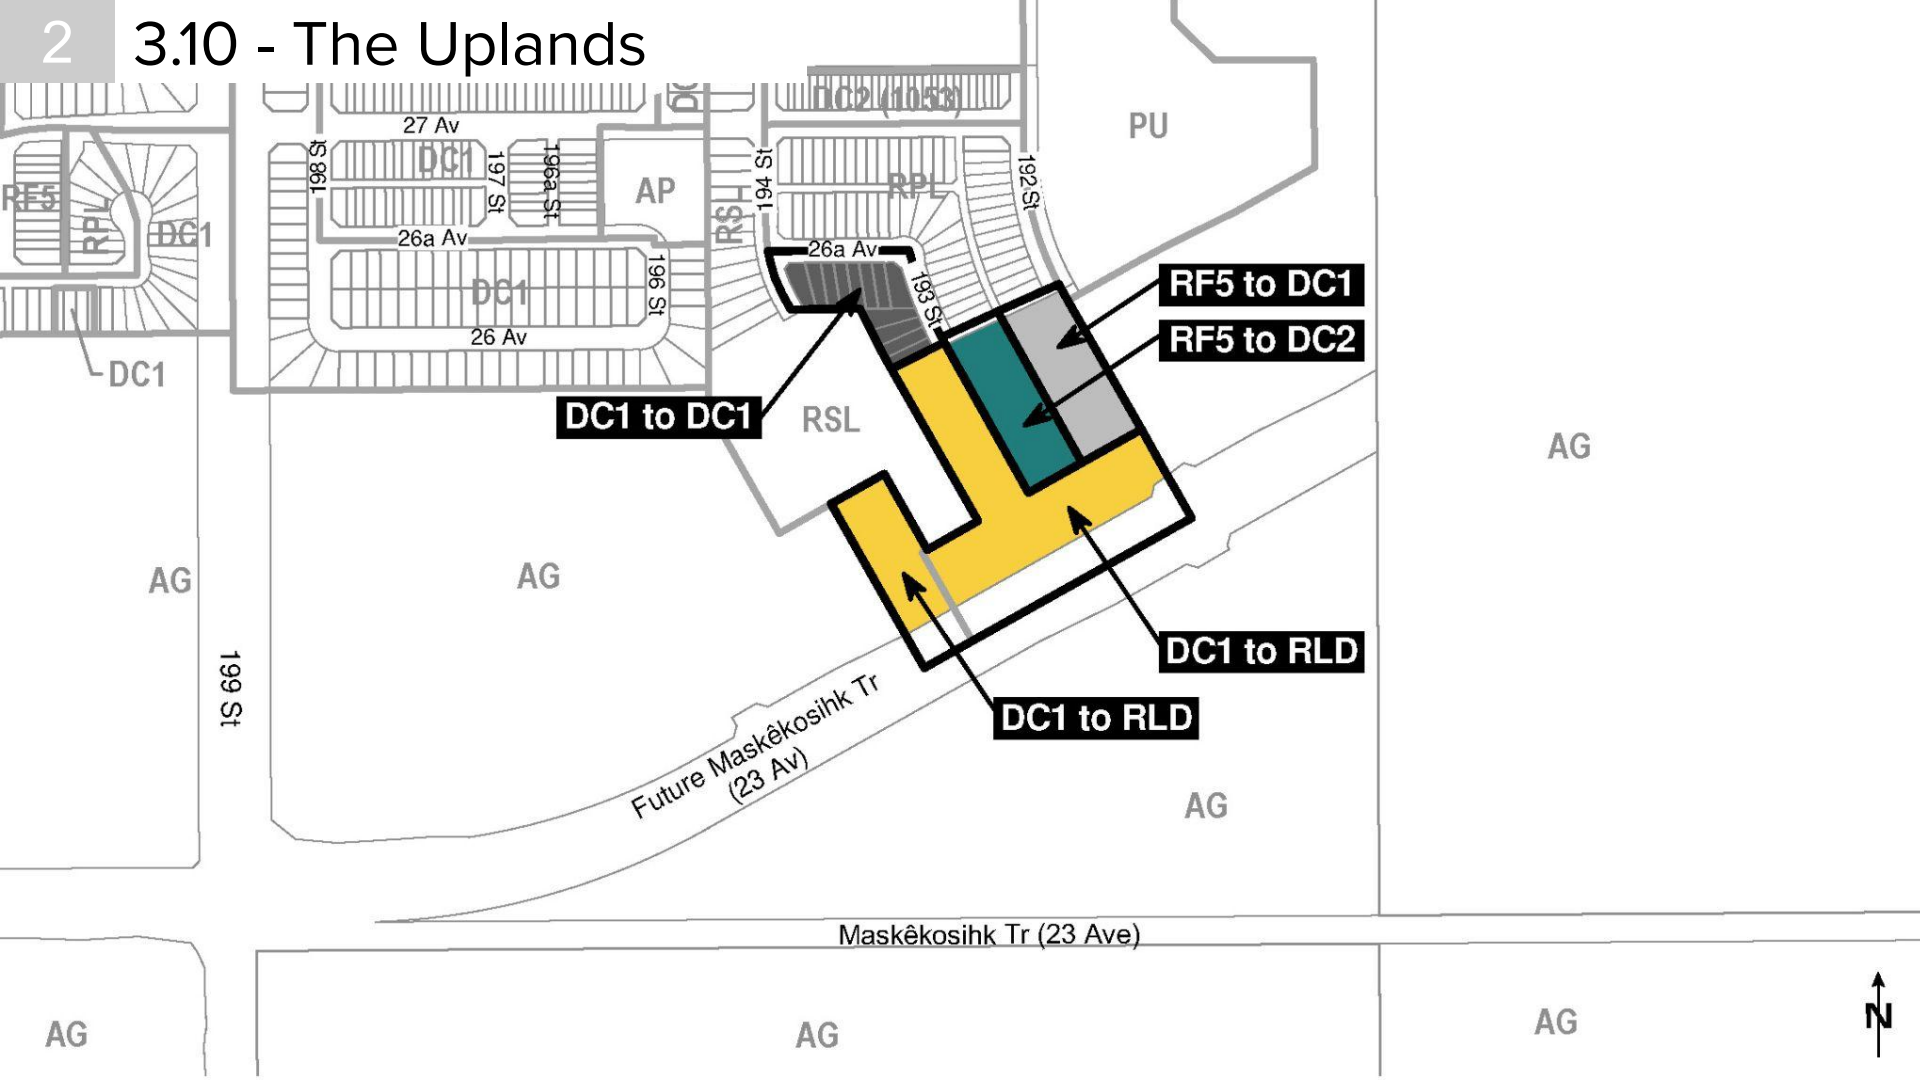 2
3.10 - The Uplands
DC
DC2 (1053)
27 Av
PU
198 St
DC1
197 St
196a St
AP
194 St
RPL
192 St
RF5
RPL
DC1
RSL
26a Av
26a Av
DC1
196 St
193 St
RF5 to DC1
26 Av
RF5 to DC2
DC1
DC1 to DC1
RSL
AG
AG
AG
DC1 to RLD
199 St
DC1 to RLD
Future Maskêkosihk Tr
(23 Av)
AG
Maskêkosihk Tr (23 Ave)
AG
AG
AG
N